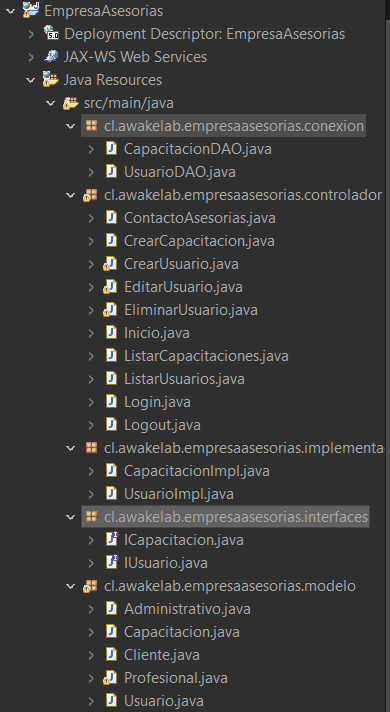 EmpresaAsesorias
Deployment Descriptor: EmpresaAsesorias
JAX-WS Web Services
Java Resources
src/main/java
cl.awakelab.empresaasesorias.conexion
CapacitacionDAO.java
UsuarioDAO.java
cl.awakelab.empresaasesorias.controlador
ContactoAsesorias.java
CrearCapacitacion.java
CrearUsuario.java
EditarUsuario.java
EliminarUsuario.java
Inicio.java
ListarCapacitaciones.java
ListarUsuarios.java
Login.java
Logout.java
cl.awakelab.empresaasesorias.implementa
CapacitacionImpl.java
UsuarioImpl.java
cl.awakelab.empresaasesorias.interfaces
ICapacitacion.java
IUsuario.java
cl.awakelab.empresaasesorias.modelo
Administrativo.java
Capacitacion.java
Cliente.java
Profesional.java
Usuario.java